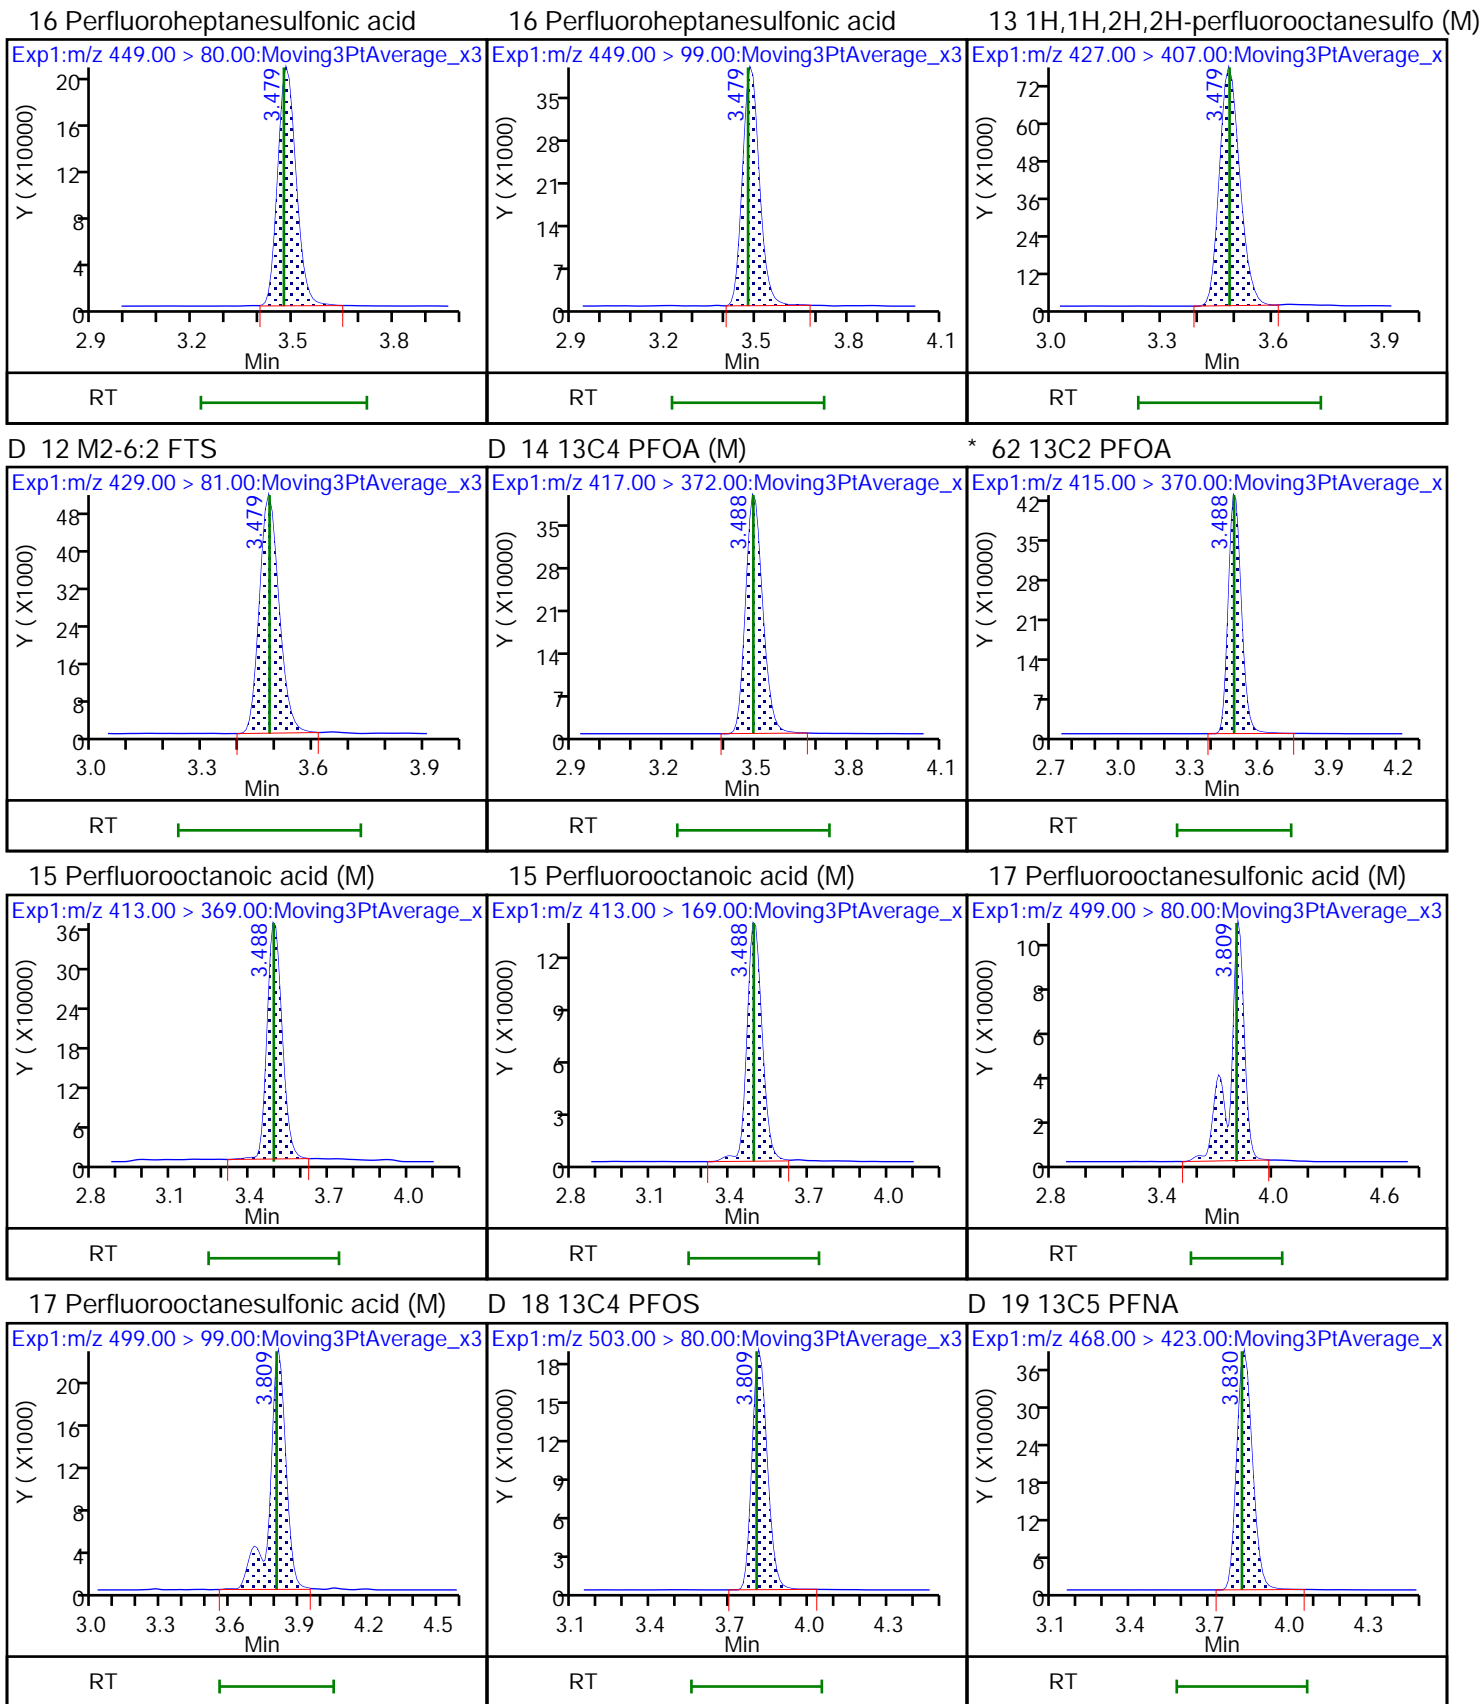 16 Perfluoroheptanesulfonic acid
Exp1:m/z 449.00 > 80.00:Moving3PtAverage_x3
3.479
Y ( X10000)
20
16
12
8
4
0
2.9 3.2 3.5 3.8
Min
RT
16 Perfluoroheptanesulfonic acid
Exp1:m/z 449.00 > 99.00:Moving3PtAverage_x3
3.479
Y ( X1000)
35
28
21
14
7
0
2.9 3.2 3.5 3.8 4.1
Min
RT
13 1H,1H,2H,2H-perfluorooctanesulfo (M)
Exp1:m/z 427.00 > 407.00:Moving3PtAverage_x
3.479
Y ( X1000)
72
60
48
36
24
12
0
3.0 3.3 3.6 3.9
Min
RT
D 12 M2-6:2 FTS
Exp1:m/z 429.00 > 81.00:Moving3PtAverage_x3
3.479
Y ( X1000)
48
40
32
24
16
8
0
3.0 3.3 3.6 3.9
Min
RT
D 14 13C4 PFOA (M)
Exp1:m/z 417.00 > 372.00:Moving3PtAverage_x
3.488
Y ( X10000)
35
28
21
14
7
0
2.9 3.2 3.5 3.8 4.1
Min
RT
* 62 13C2 PFOA
Exp1:m/z 415.00 > 370.00:Moving3PtAverage_x
3.488
Y ( X10000)
42
35
28
21
14
7
0
2.7 3.0 3.3 3.6 3.9 4.2
Min
RT
15 Perfluorooctanoic acid (M)
Exp1:m/z 413.00 > 369.00:Moving3PtAverage_x
3.488
Y ( X10000)
36
30
24
18
12
6
0
2.8 3.1 3.4 3.7 4.0
Min
RT
15 Perfluorooctanoic acid (M)
Exp1:m/z 413.00 > 169.00:Moving3PtAverage_x
3.488
Y ( X10000)
12
9
6
3
0
2.8 3.1 3.4 3.7 4.0
Min
RT
17 Perfluorooctanesulfonic acid (M)
Exp1:m/z 499.00 > 80.00:Moving3PtAverage_x3
3.809
Y ( X10000)
10
8
6
4
2
0
2.8 3.4 4.0 4.6
Min
RT
17 Perfluorooctanesulfonic acid (M)
Exp1:m/z 499.00 > 99.00:Moving3PtAverage_x3
3.809
Y ( X1000)
20
16
12
8
4
0
3.0 3.3 3.6 3.9 4.2 4.5
Min
RT
D 18 13C4 PFOS
Exp1:m/z 503.00 > 80.00:Moving3PtAverage_x3
3.809
Y ( X10000)
18
15
12
9
6
3
0
3.1 3.4 3.7 4.0 4.3
Min
RT
D 19 13C5 PFNA
Exp1:m/z 468.00 > 423.00:Moving3PtAverage_x
3.830
Y ( X10000)
36
30
24
18
12
6
0
3.1 3.4 3.7 4.0 4.3
Min
RT